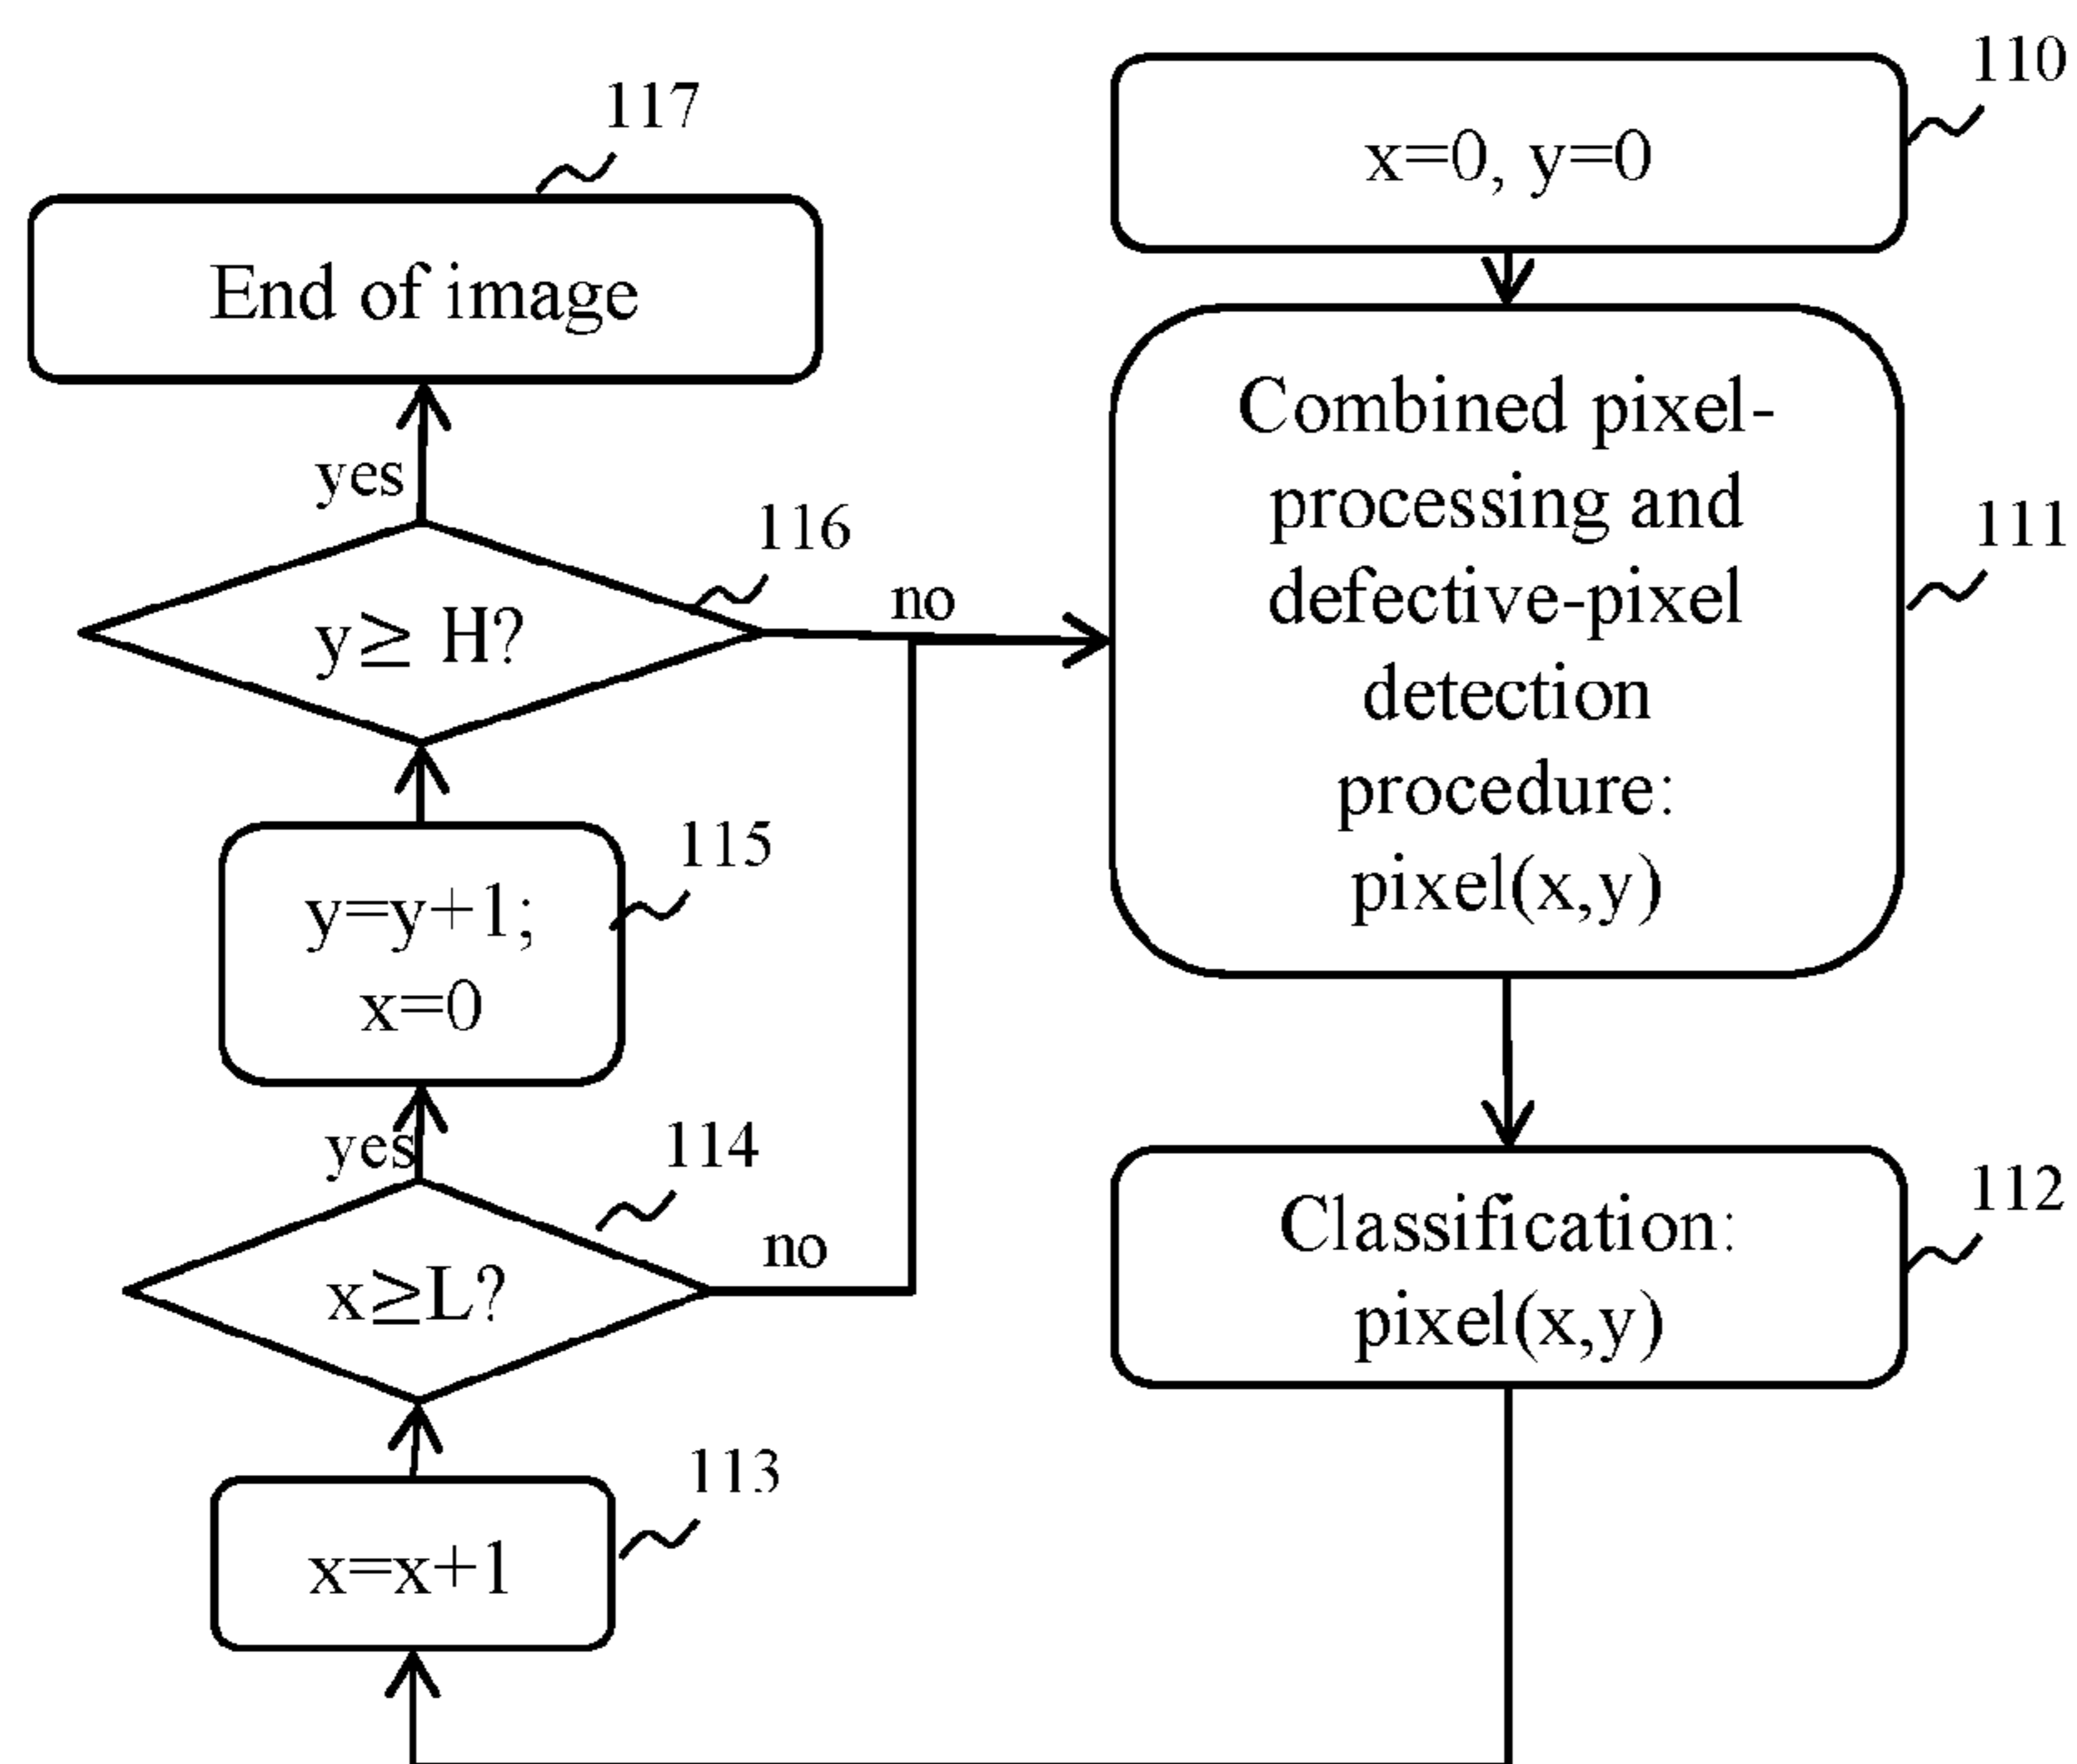 110
x=0, y=0
117
End of image
Combined pixel-
processing and
defective-pixel
detection
procedure:
pixel(x,y)
111
yes
116
no
y≥ H?
115
y=y+1;
x=0
yes
114
no
x≥L?
112
Classification:
pixel(x,y)
113
x=x+1